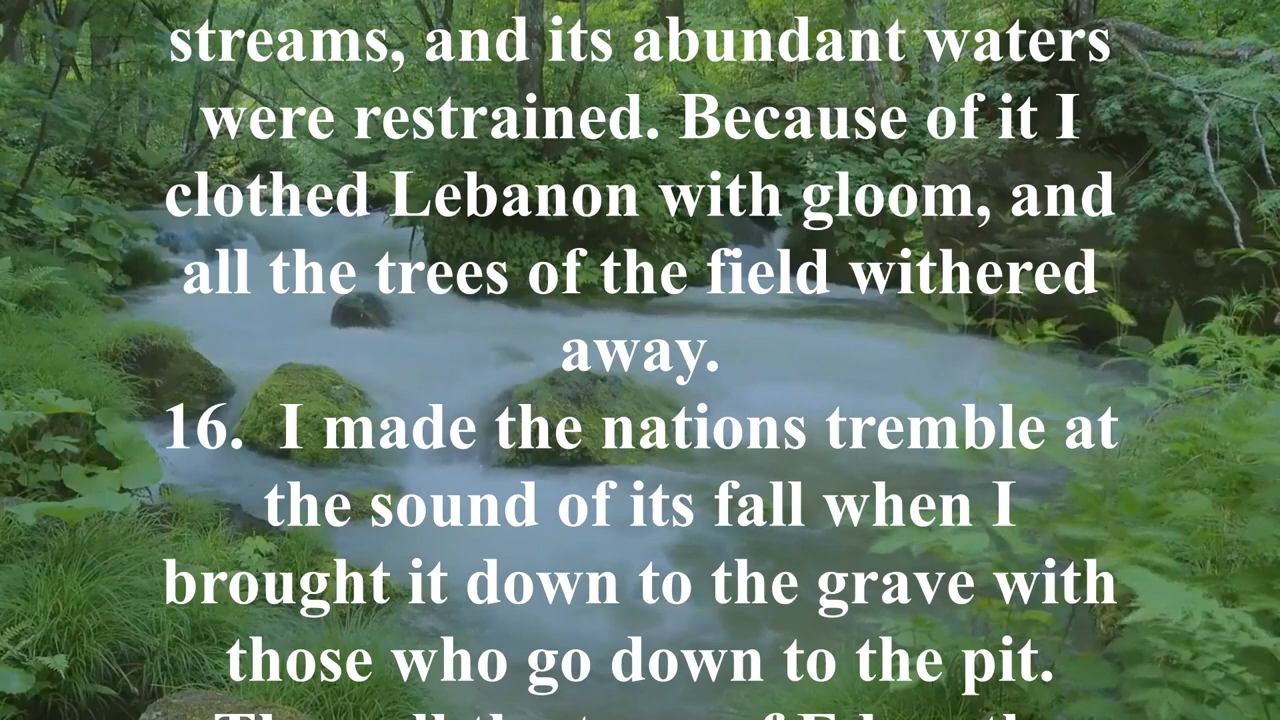 streams, and its abundant waters
were restrained. Because of it I
clothed Lebanon with gloom, and
all the trees of the field withered
away.
16.  I made the nations tremble at
the sound of its fall when I
brought it down to the grave with
those who go down to the pit.